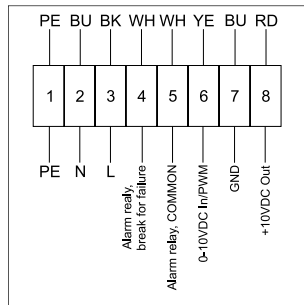 PE BU BK WH WH YE BU RD
1 2 3 4 5 6 7 8
PE N L
Alarm realy,
break for failure
Alarm relay, COMMON
0-10VDC In/PWM
GND
+10VDC Out